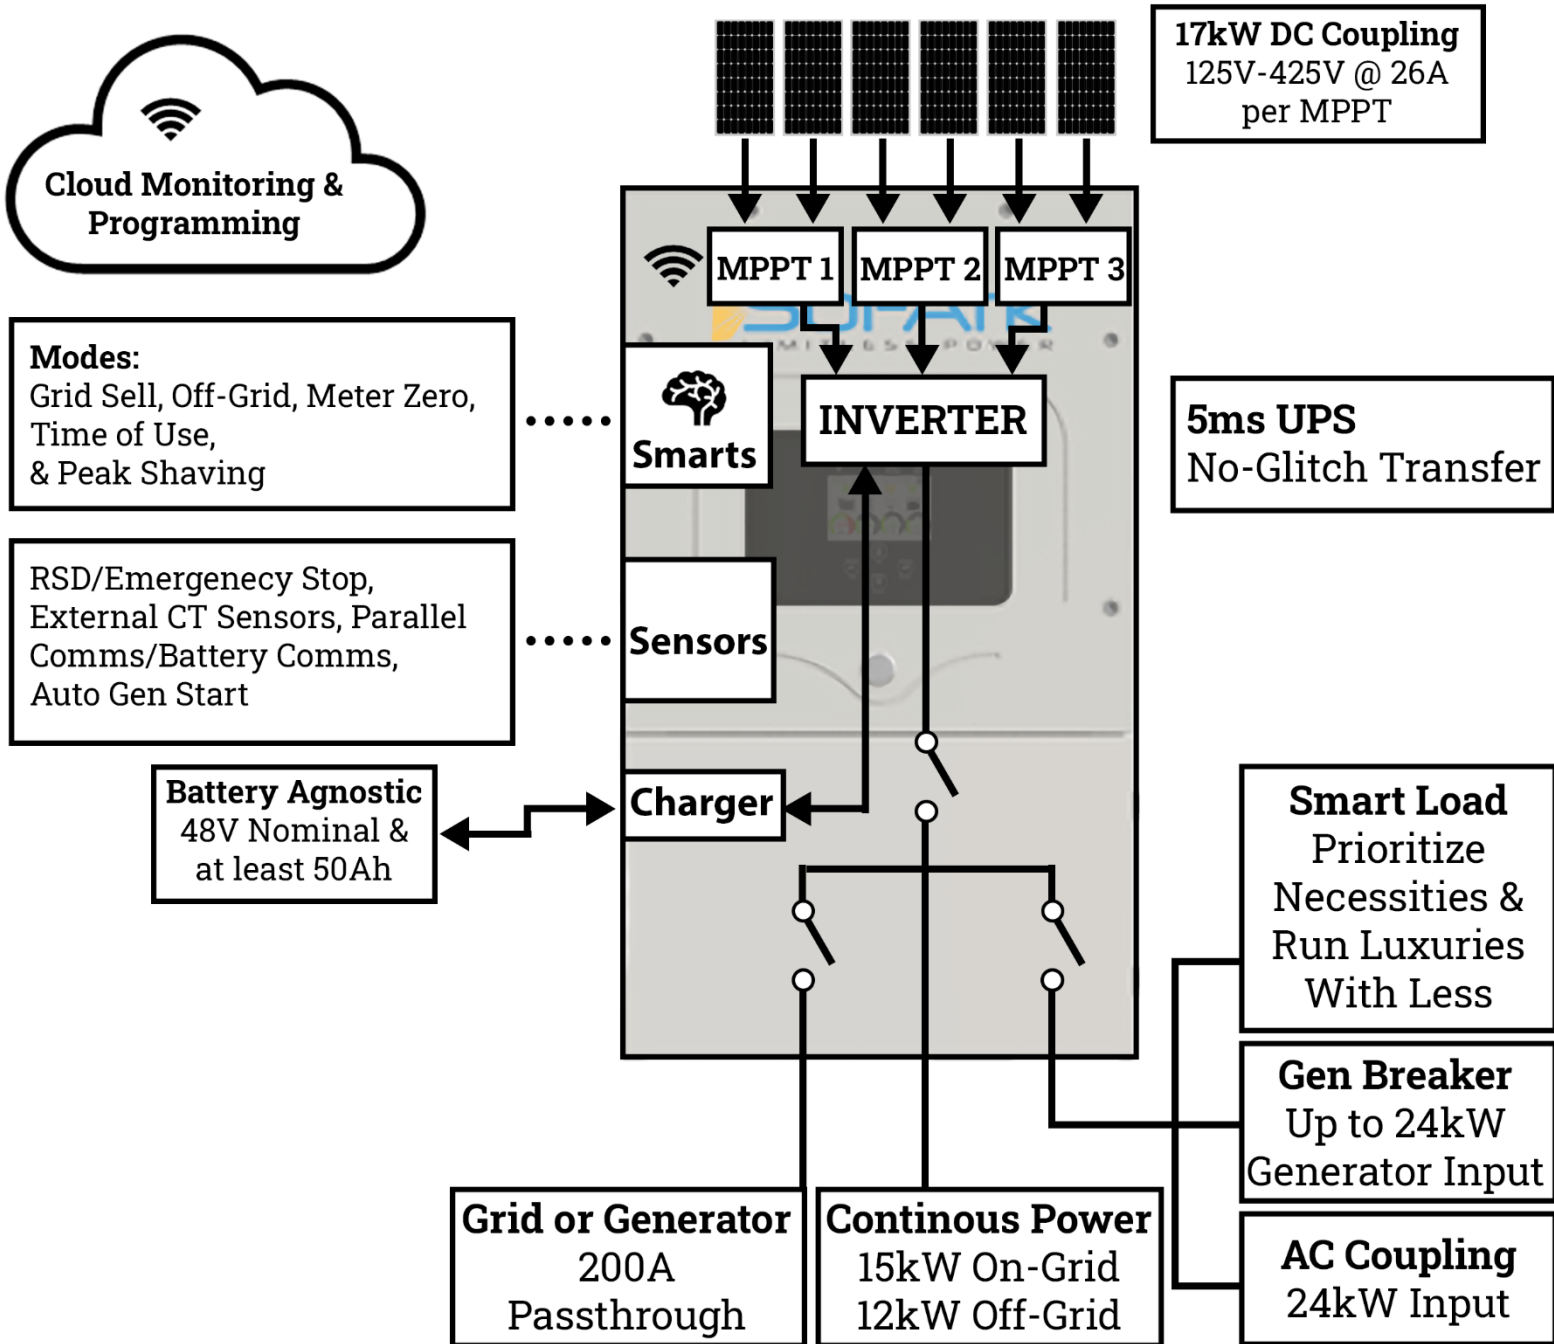 17kW DC Coupling
125V-425V @ 26A
per MPPT
Cloud Monitoring &
Programming
MPPT 1
MPPT 2
MPPT 3
LIMITLESS POWER
Modes:
Grid Sell, Off-Grid, Meter Zero,
Time of Use,
& Peak Shaving
Smarts
INVERTER
5ms UPS
No-Glitch Transfer
RSD/Emergenecy Stop,
External CT Sensors, Parallel
Comms/Battery Comms,
Auto Gen Start
Sensors
Battery Agnostic
48V Nominal &
at least 50Ah
Charger
Smart Load
Prioritize
Necessities &
Run Luxuries
With Less
Gen Breaker
Up to 24kW
Generator Input
Grid or Generator
200A
Passthrough
Continous Power
15kW On-Grid
12kW Off-Grid
AC Coupling
24kW Input